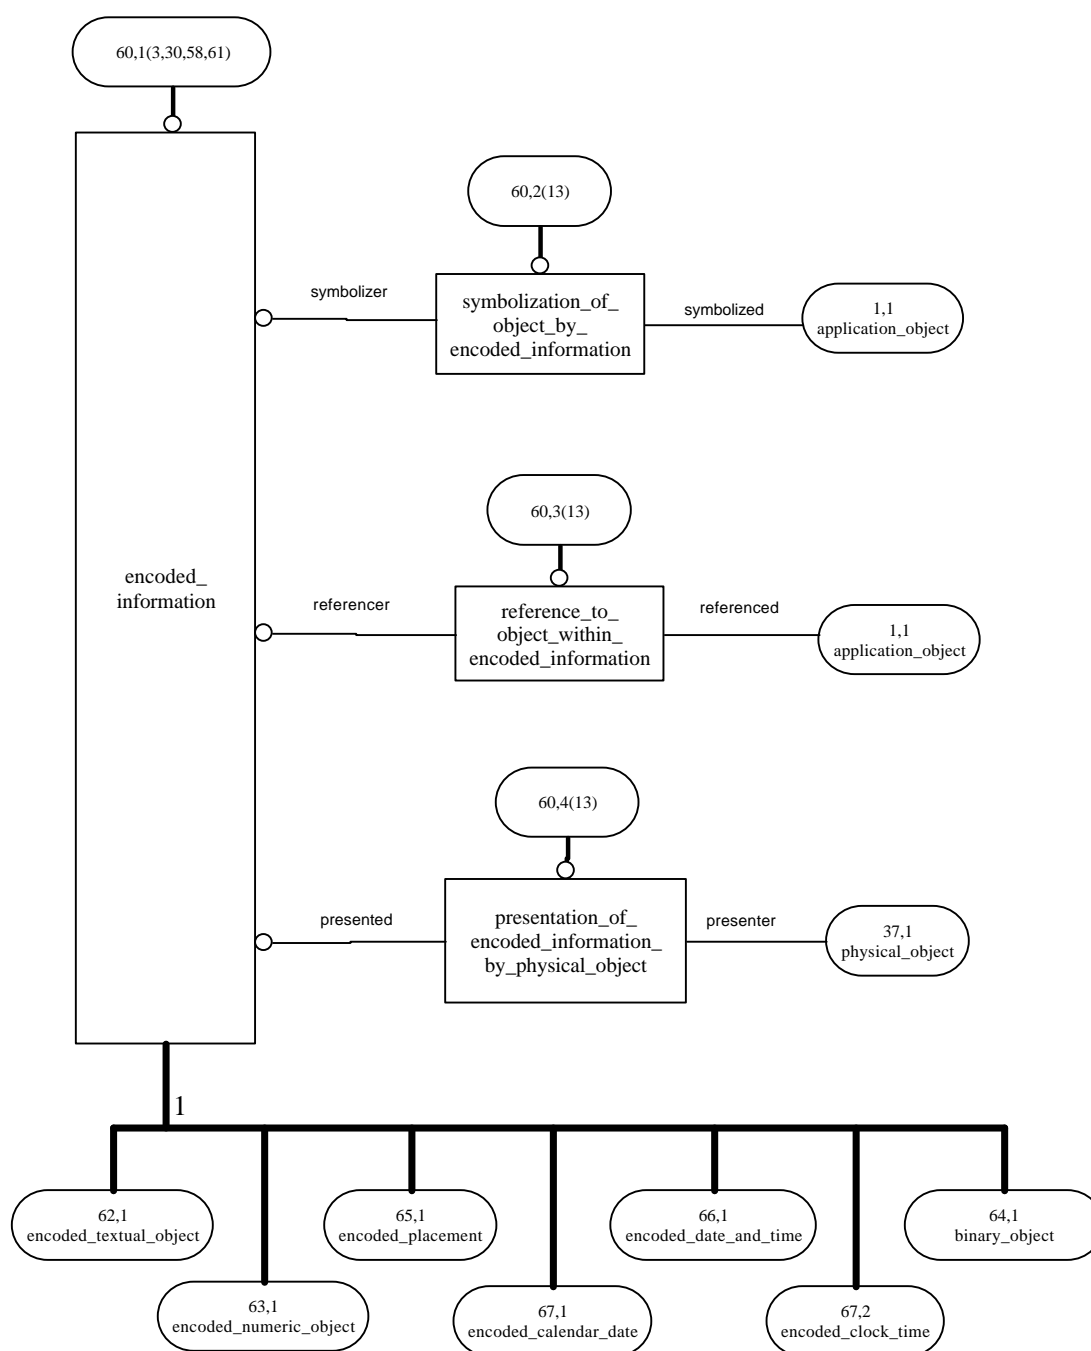 60,1(3,30,58,61)
60,2(13)
symbolizer
symbolization_of_
object_by_
encoded_information
symbolized
1,1
application_object
60,3(13)
encoded_
information
referencer
reference_to_
object_within_
encoded_information
referenced
1,1
application_object
60,4(13)
presented
presentation_of_
encoded_information_
by_physical_object
presenter
37,1
physical_object
1
62,1
encoded_textual_object
65,1
encoded_placement
66,1
encoded_date_and_time
64,1
binary_object
63,1
encoded_numeric_object
67,1
encoded_calendar_date
67,2
encoded_clock_time